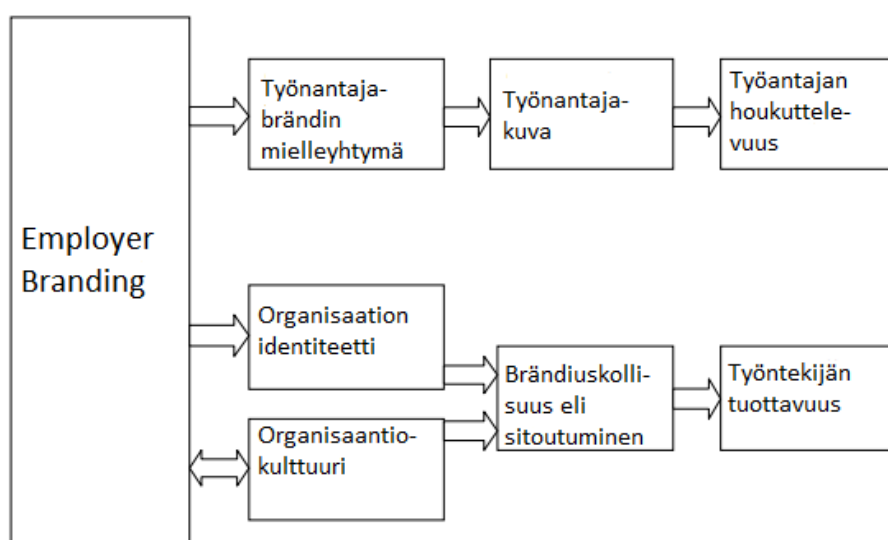 Employer
Branding
Työnantaja-
brändin
mielleyhtymä
Työnantaja-
kuva
Työantajan
houkuttele-
vuus
Organisaation
identiteetti
Organisaantio-
kulttuuri
Brändiuskolli-
suus eli
sitoutuminen
Työntekijän
tuottavuus